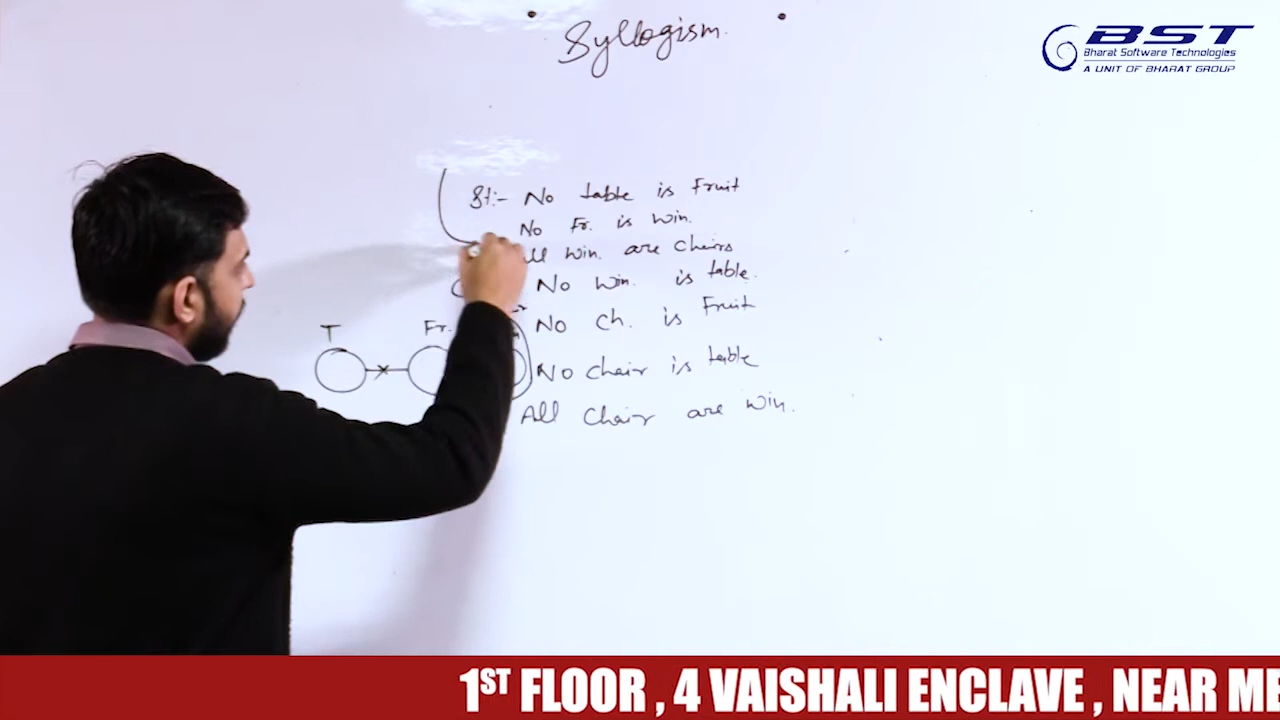 Syllogism.
BST
Bharat Software Technologies
A UNIT OF BHARAT GROUP
St:- No table is Fruit
No Fr. is Win.
All Win. are Chairs
No Win. is table.
No Ch. is Fruit
No Chair is table
All Chair are Win.
T Fr.
1ST FLOOR , 4 VAISHALI ENCLAVE , NEAR ME